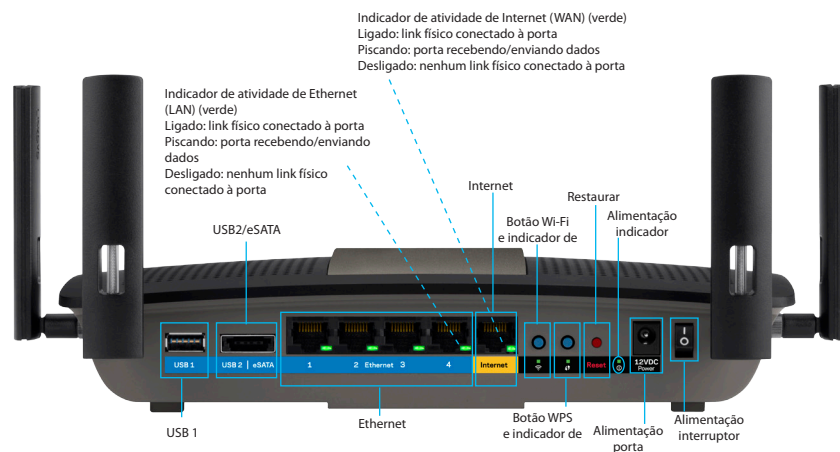 Indicador de atividade de Internet (WAN) (verde)
Ligado: link físico conectado à porta
Piscando: porta recebendo/enviando dados
Desligado: nenhum link físico conectado à porta
Indicador de atividade de Ethernet
(LAN) (verde)
Ligado: link físico conectado à porta
Piscando: porta recebendo/enviando
dados
Desligado: nenhum link físico
conectado à porta
Internet
Restaurar
Botão Wi-Fi
e indicador de
Alimentação
indicador
USB2/eSATA
USB 1
USB 2 | eSATA
1
2
Ethernet
3
4
Internet
Reset
12VDC
Power
USB 1
Ethernet
Botão WPS
e indicador de
Alimentação
porta
Alimentação
interruptor